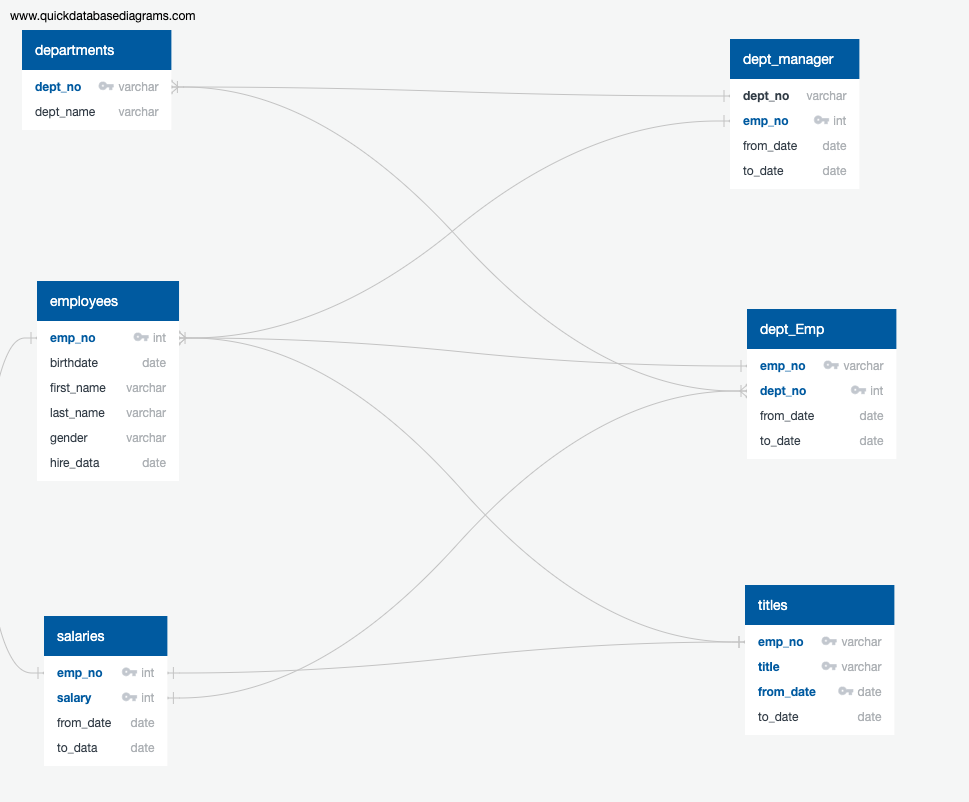 www.quickdatabasediagrams.com
departments
dept_no varchar
dept_name varchar
dept_manager
dept_no varchar
emp_no int
from_date date
to_date date
employees
emp_no int
birthdate date
first_name varchar
last_name varchar
gender varchar
hire_data date
dept_Emp
emp_no varchar
dept_no int
from_date date
to_date date
salaries
emp_no int
salary int
from_date date
to_data date
titles
emp_no varchar
title varchar
from_date date
to_date date